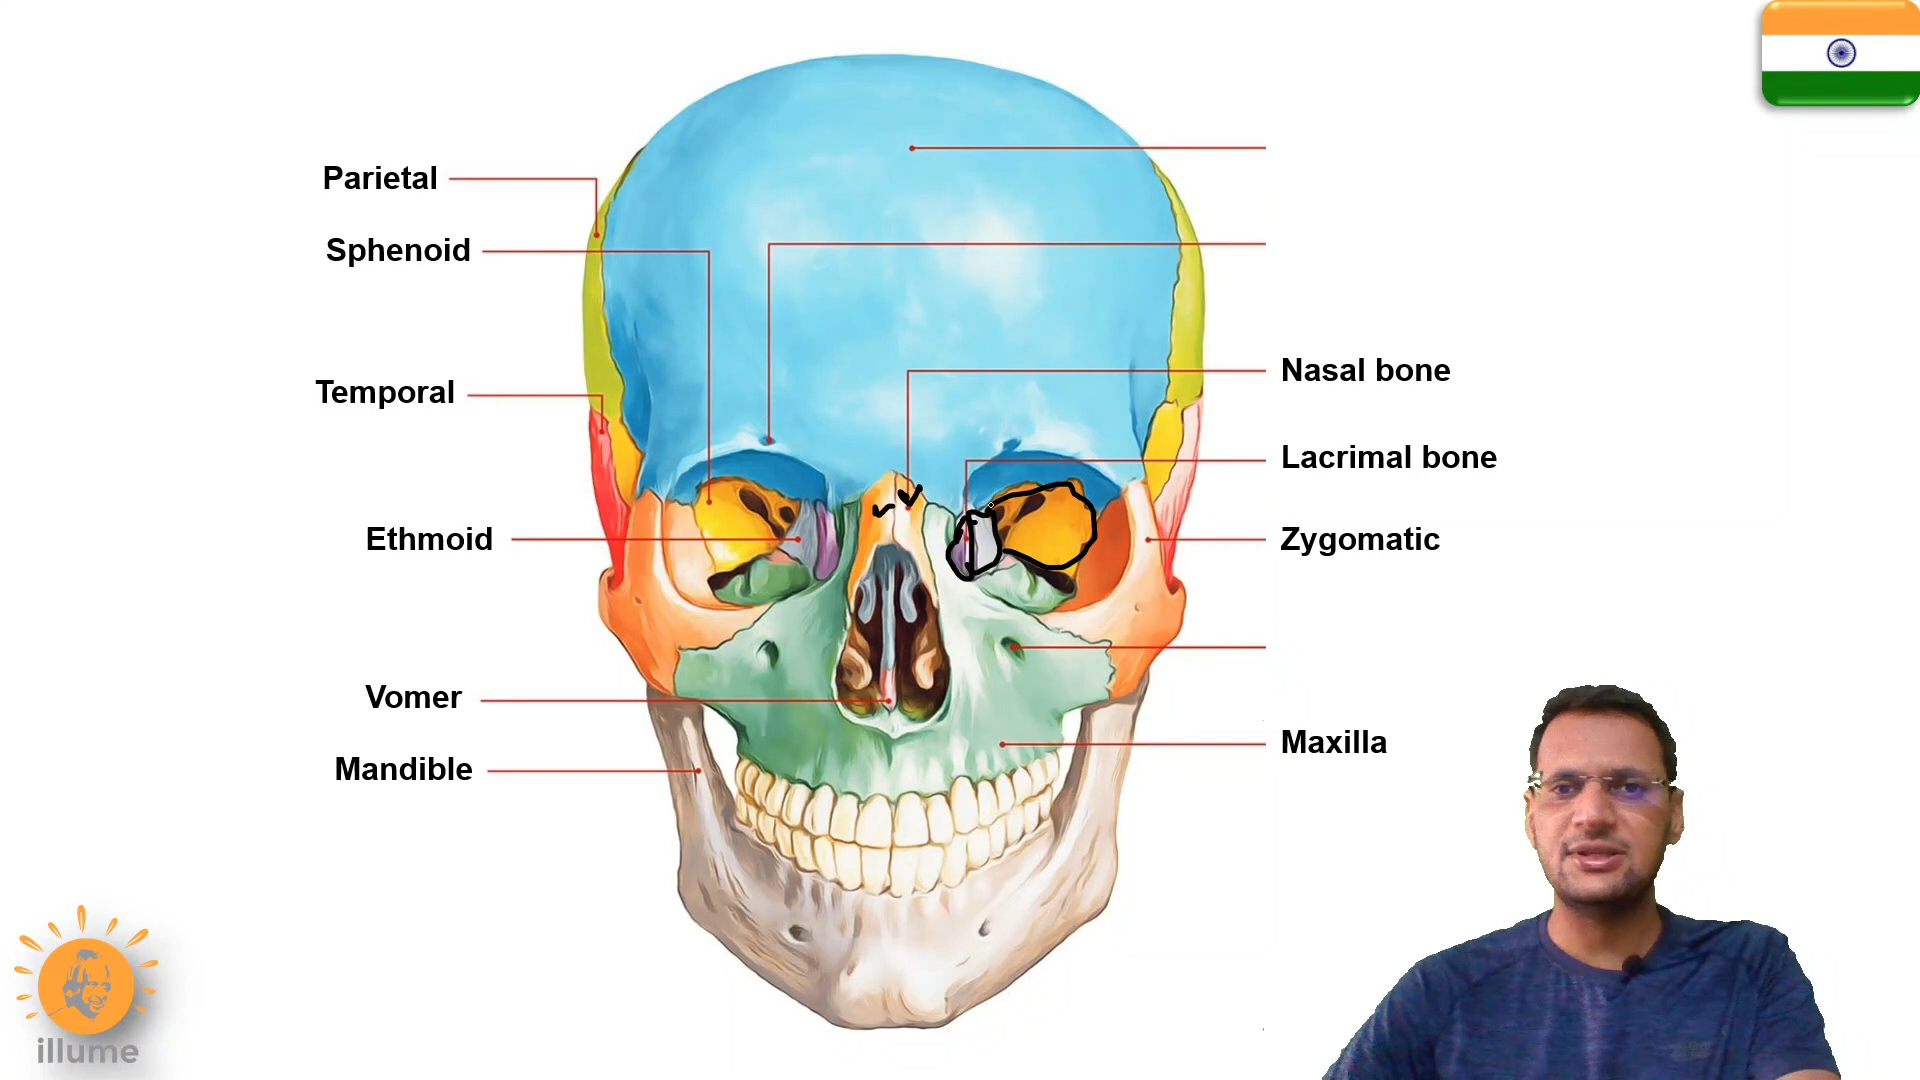 Parietal
Sphenoid
Temporal
Nasal bone
Lacrimal bone
Ethmoid
Zygomatic
Vomer
Mandible
Maxilla
illume